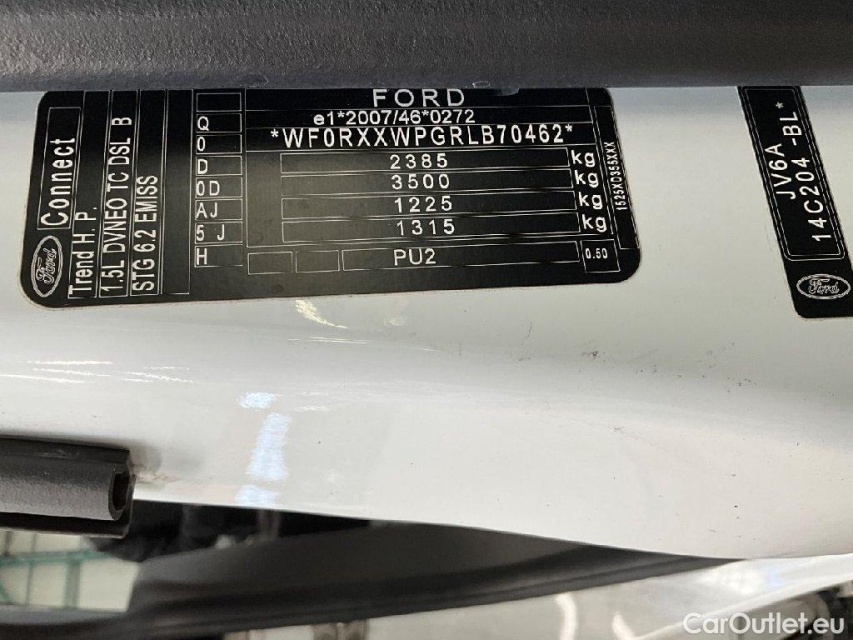 FORD
e1*2007/46*0272
*WF0RXXWPGRLB70462*
2385 kg
3500 kg
1225 kg
1315 kg
PU2
0.50
Q
0
D
0D
AJ
5 J
H
1525X0355XXX
Ford Connect
Trend H. P.
1.5L DVNEO TC DSL B
STG 6.2 EMISS
JV6A
14C204 -BL*
Ford
CarOutlet.eu